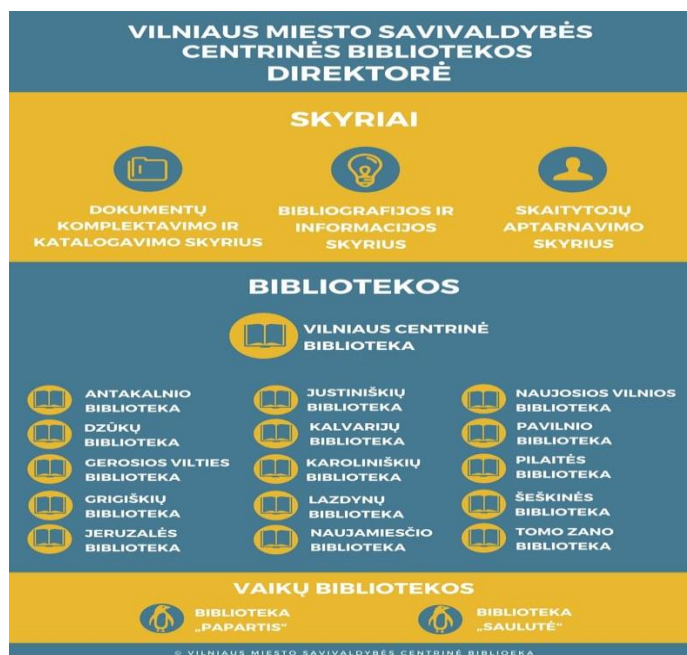 VILNIAUS MIESTO SAVIVALDYBĖS
CENTRINĖS BIBLIOTEKOS
DIREKTORĖ
SKYRIAI
DOKUMENTŲ
KOMPLEKTAVIMO IR
KATALOGAVIMO SKYRIUS
BIBLIOGRAFIJOS IR
INFORMACIJOS
SKYRIUS
SKAITYTOJŲ
APTARNAVIMO
SKYRIUS
BIBLIOTEKOS
VILNIAUS CENTRINĖ
BIBLIOTEKA
ANTAKALNIO
BIBLIOTEKA
DZŪKŲ
BIBLIOTEKA
GEROSIOS VILTIES
BIBLIOTEKA
GRIGIŠKIŲ
BIBLIOTEKA
JERUZALĖS
BIBLIOTEKA
JUSTINIŠKIŲ
BIBLIOTEKA
KALVARIJŲ
BIBLIOTEKA
KAROLINIŠKIŲ
BIBLIOTEKA
LAZDYNŲ
BIBLIOTEKA
NAUJAMIESČIO
BIBLIOTEKA
NAUJOSIOS VILNIOS
BIBLIOTEKA
PAVILNIO
BIBLIOTEKA
PILAITĖS
BIBLIOTEKA
ŠEŠKINĖS
BIBLIOTEKA
TOMO ZANO
BIBLIOTEKA
VAIKŲ BIBLIOTEKOS
BIBLIOTEKA
„PAPARTIS"
BIBLIOTEKA
„SAULUTĖ"
© VILNIAUS MIESTO SAVIVALDYBĖS CENTRINĖ BIBLIOEKA